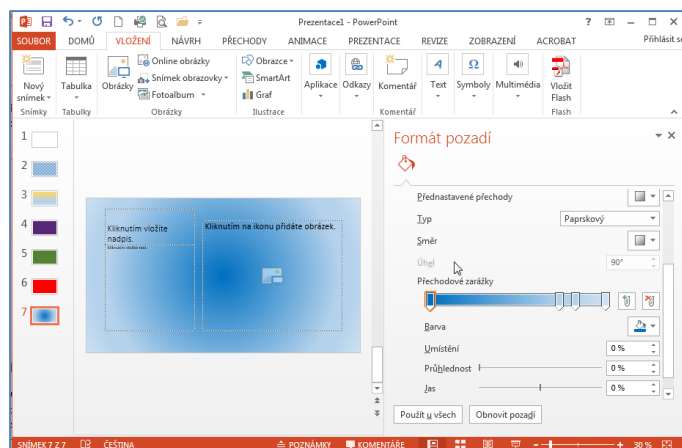 Prezentace1 - PowerPoint
SOUBOR DOMŮ VLOŽENÍ NÁVRH PŘECHODY ANIMACE PREZENTACE REVIZE ZOBRAZENÍ ACROBAT Přihlásit se
Nový snímek
Tabulka
Obrázky
Online obrázky
Snímek obrazovky
Fotoalbum
Obrazce
SmartArt
Graf
Aplikace
Odkazy
Komentář
Text
Symboly
Multimédia
Vložit Flash
Snímky Tabulky Obrázky Ilustrace Komentář Flash
1
2
3
4
5
6
7
Kliknutím vložíte
nadpis.
Kliknutím vložíte text.
Kliknutím na ikonu přidáte obrázek.
Formát pozadí
Přednastavené přechody
Typ Paprskový
Směr
Úhel 90°
Přechodové zarážky
Barva
Umístění 0 %
Průhlednost 0 %
Jas 0 %
Použít u všech Obnovit pozadí
SNÍMEK 7 Z 7 ČEŠTINA POZNÁMKY KOMENTÁŘE 30 %